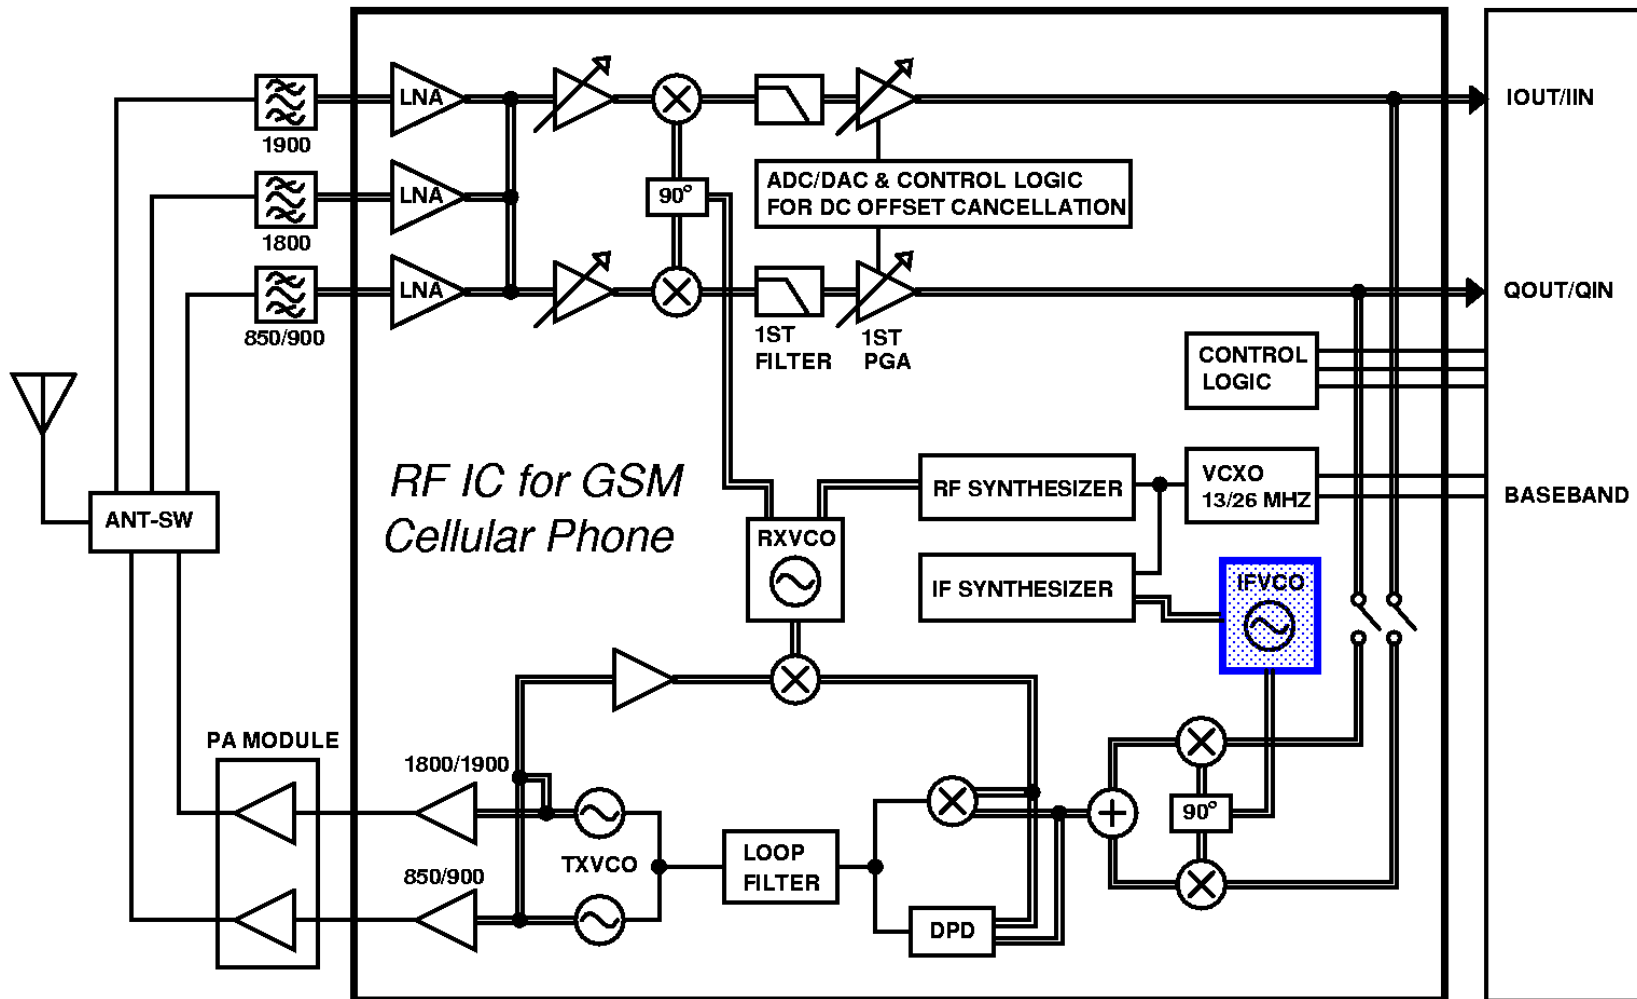 LNA
IOUT/IIN
1900
ADC/DAC & CONTROL LOGIC
FOR DC OFFSET CANCELLATION
LNA
90°
1800
LNA
QOUT/QIN
850/900
1ST
FILTER
1ST
PGA
CONTROL
LOGIC
RF IC for GSM
Cellular Phone
RF SYNTHESIZER
VCXO
13/26 MHZ
BASEBAND
ANT-SW
RXVCO
IF SYNTHESIZER
IFVCO
PA MODULE
1800/1900
90°
TXVCO
LOOP
FILTER
850/900
DPD